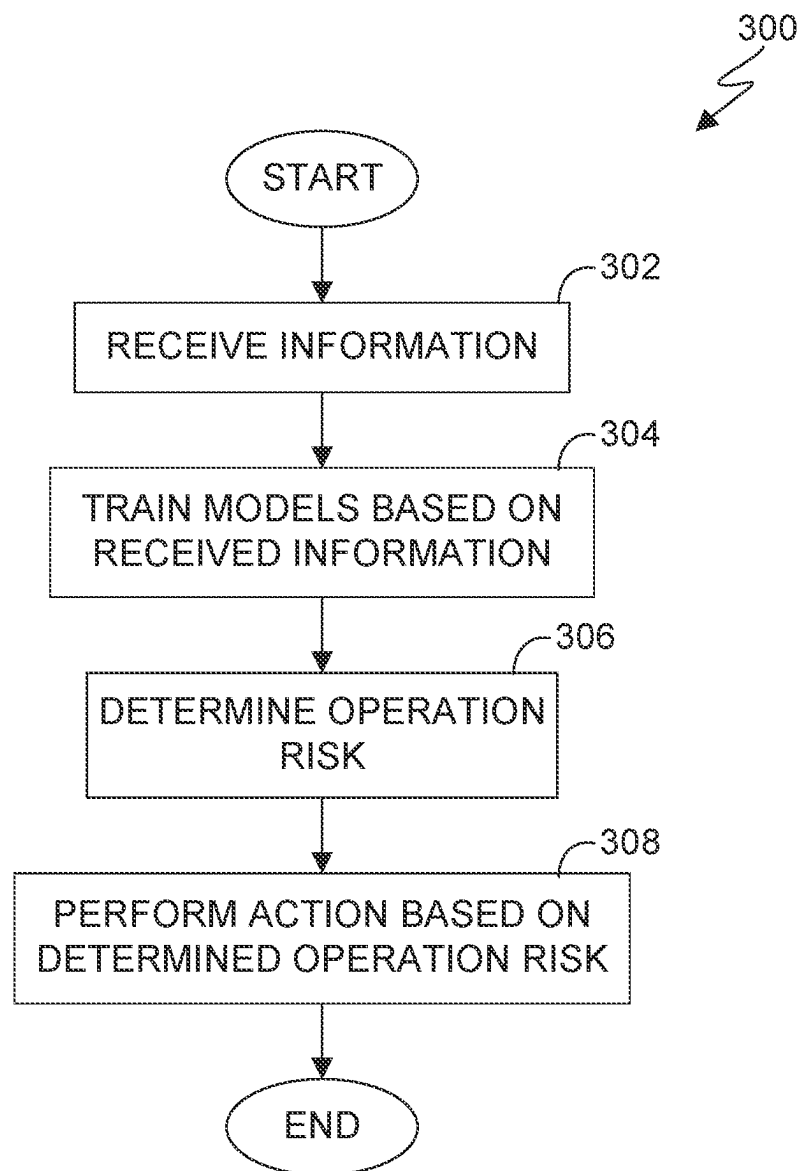 300
START
302
RECEIVE INFORMATION
304
TRAIN MODELS BASED ON
RECEIVED INFORMATION
306
DETERMINE OPERATION
RISK
308
PERFORM ACTION BASED ON
DETERMINED OPERATION RISK
END